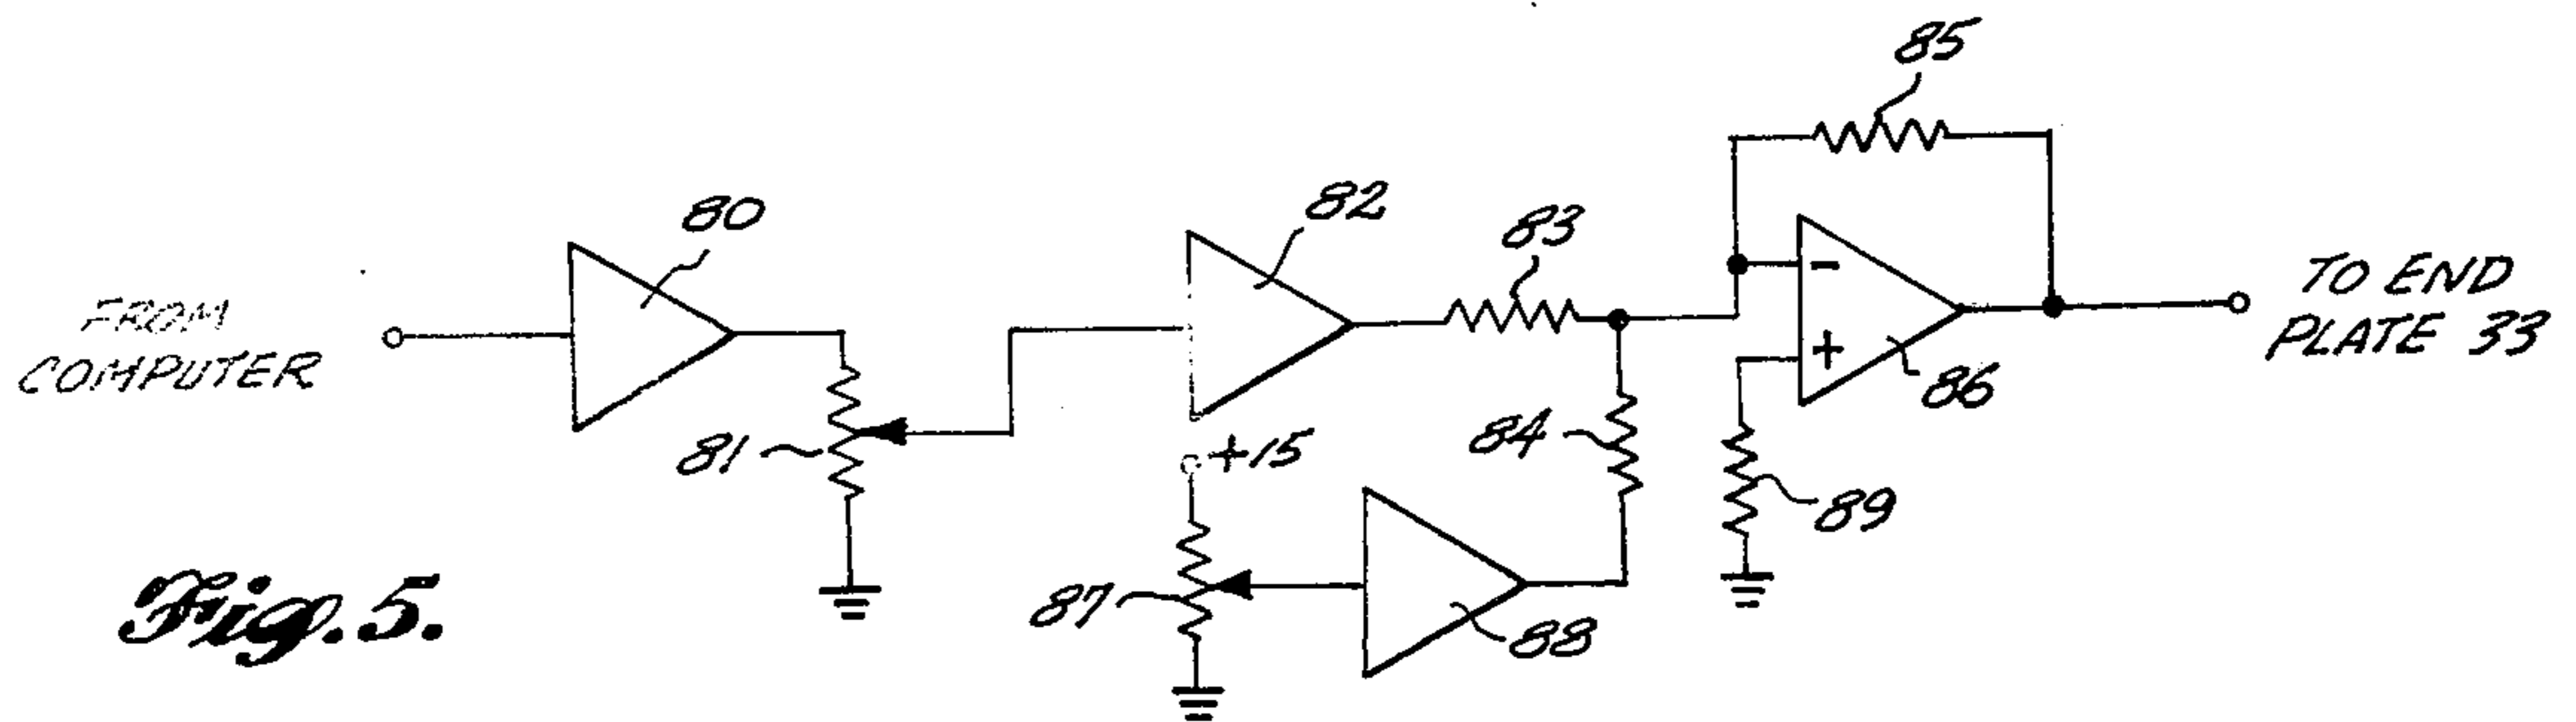 85
80
82
83
FROM
COMPUTER
-
+
86
TO END
PLATE 33
81
+15
84
89
87
88
Fig. 5.